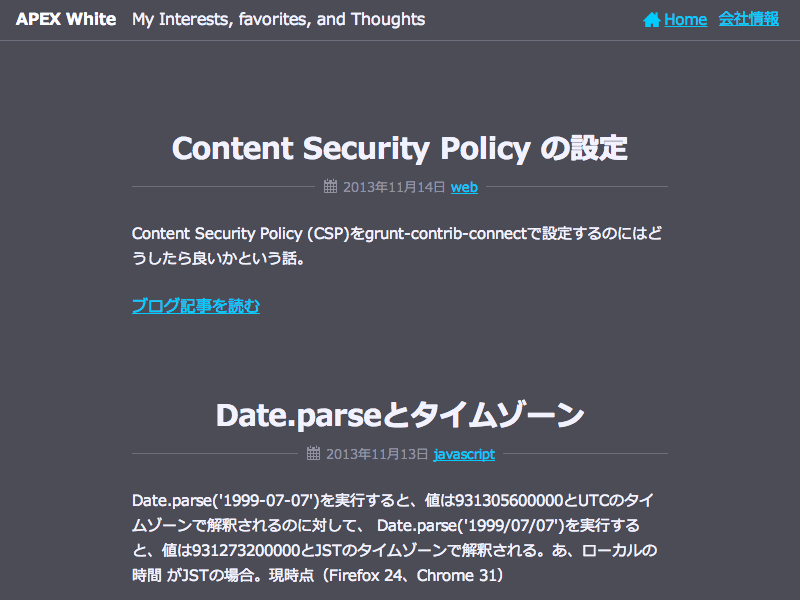 APEX White My Interests, favorites, and Thoughts Home 会社情報
Content Security Policy の設定
2013年11月14日 web
Content Security Policy (CSP)をgrunt-contrib-connectで設定するのにはど
うしたら良いかという話。
ブログ記事を読む
Date.parseとタイムゾーン
2013年11月13日 javascript
Date.parse('1999-07-07')を実行すると、値は931305600000とUTCのタイ
ムゾーンで解釈されるのに対して、 Date.parse('1999/07/07')を実行する
と、値は931273200000とJSTのタイムゾーンで解釈される。あ、ローカルの
時間 がJSTの場合。現時点（Firefox 24、Chrome 31）